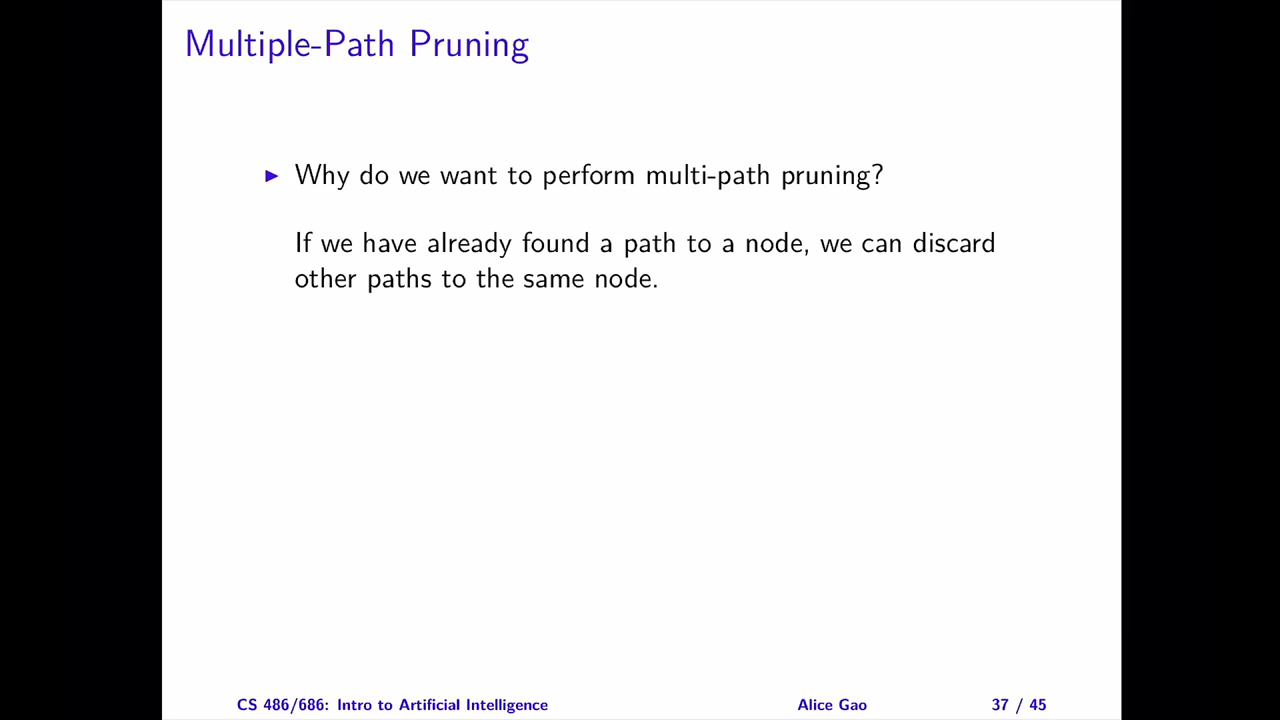 Multiple-Path Pruning
▶ Why do we want to perform multi-path pruning?
If we have already found a path to a node, we can discard
other paths to the same node.
CS 486/686: Intro to Artificial Intelligence Alice Gao 37 / 45